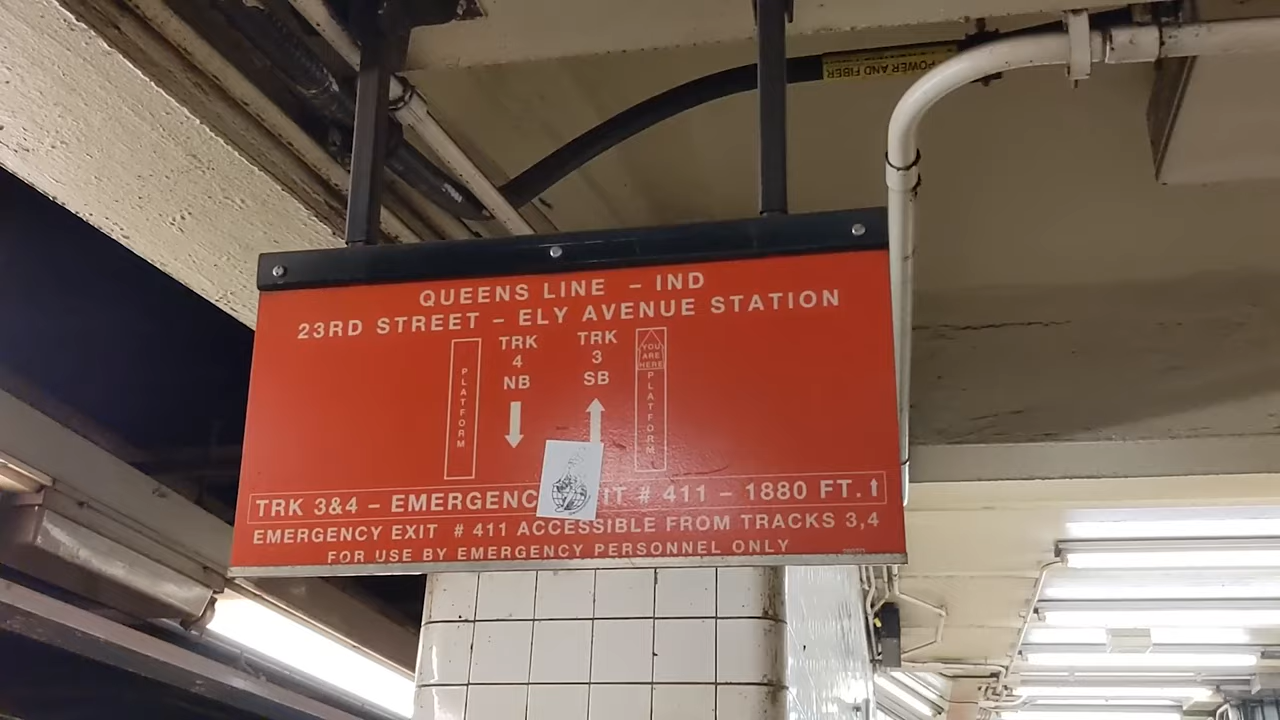 POWER AND FIBER
QUEENS LINE – IND
23RD STREET – ELY AVENUE STATION
TRK
4
NB
TRK
3
SB
PLATFORM
YOU
ARE
HERE
PLATFORM
TRK 3&4 – EMERGENC IT # 411 – 1880 FT.
EMERGENCY EXIT # 411 ACCESSIBLE FROM TRACKS 3,4
FOR USE BY EMERGENCY PERSONNEL ONLY